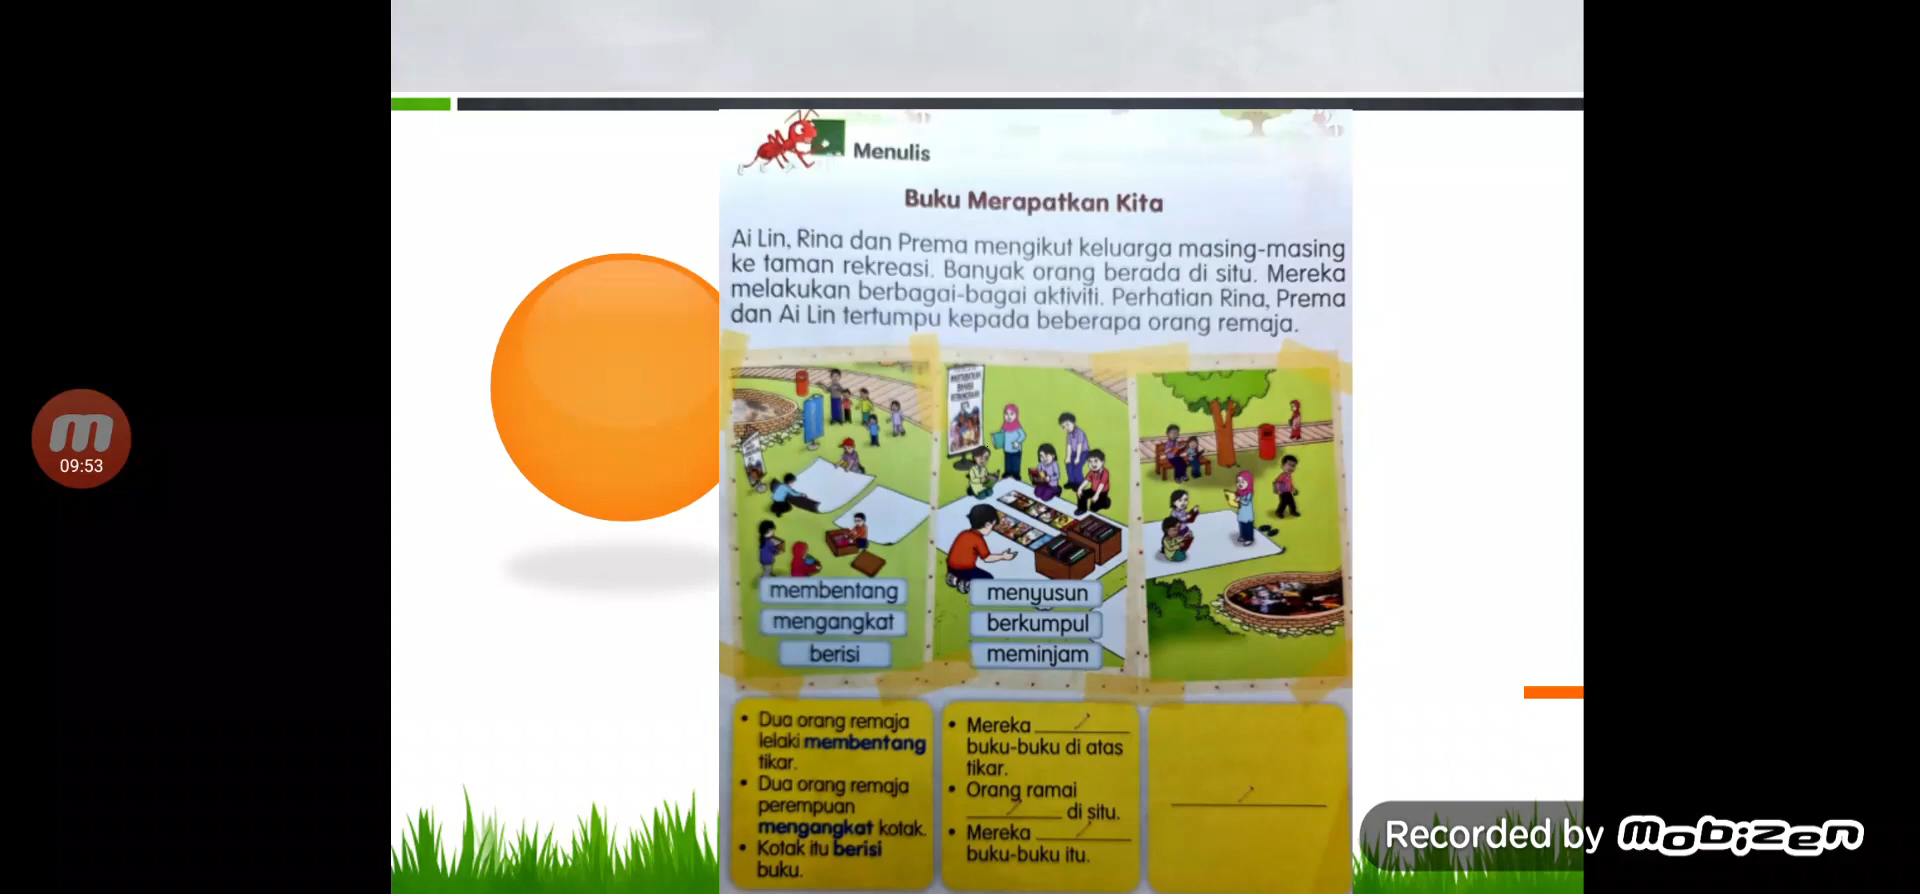 Menulis
Buku Merapatkan Kita
Ai Lin, Rina dan Prema mengikut keluarga masing-masing
ke taman rekreasi. Banyak orang berada di situ. Mereka
melakukan berbagai-bagai aktiviti. Perhatian Rina, Prema
dan Ai Lin tertumpu kepada beberapa orang remaja.
membentang
mengangkat
berisi
menyusun
berkumpul
meminjam
• Dua orang remaja
lelaki membentang
tikar.
• Dua orang remaja
perempuan
mengangkat kotak.
• Kotak itu berisi
buku.
• Mereka
buku-buku di atas
tikar.
• Orang ramai
di situ.
• Mereka
buku-buku itu.
09:53
Recorded by mobizen